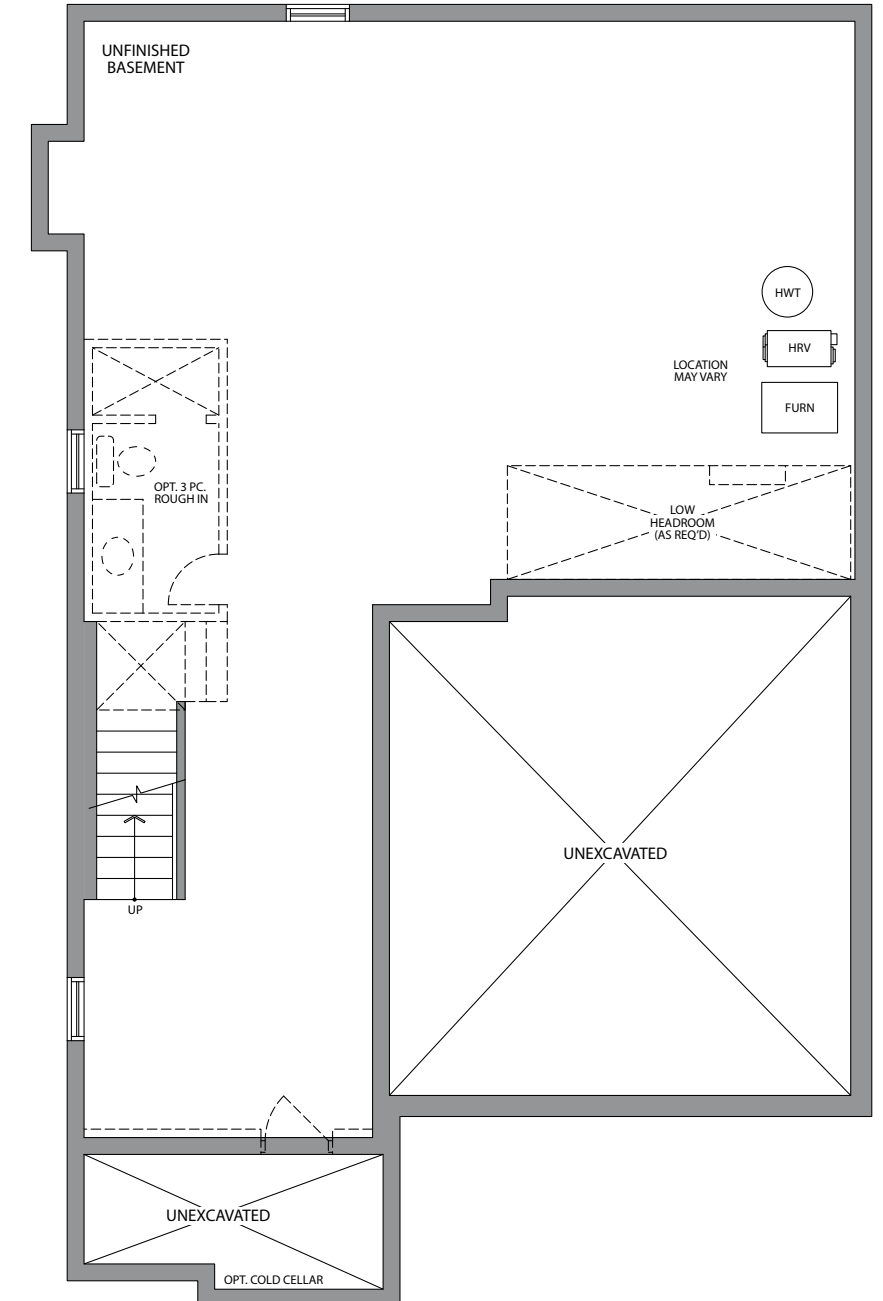 UNFINISHED
BASEMENT
HWT
HRV
LOCATION
MAY VARY
FURN
OPT. 3 PC.
ROUGH IN
LOW
HEADROOM
(AS REQ'D)
UNEXCAVATED
UP
UNEXCAVATED
OPT. COLD CELLAR